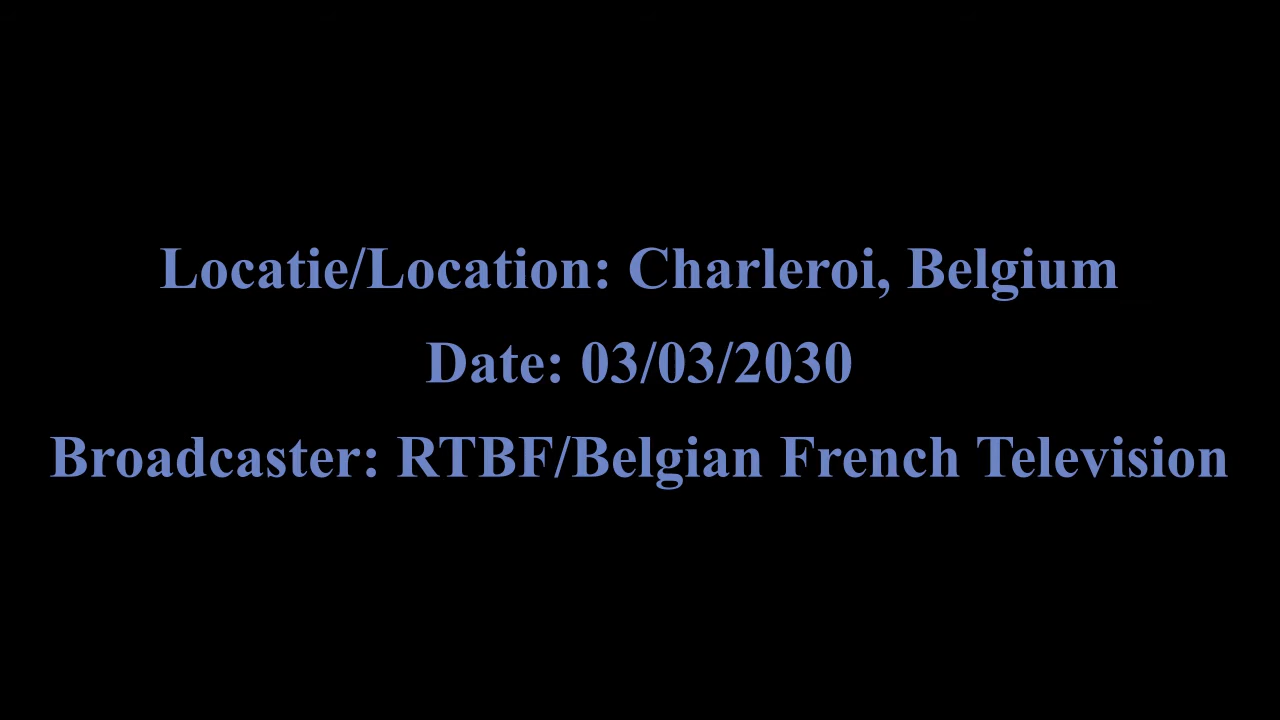 Locatie/Location: Charleroi, Belgium
Date: 03/03/2030
Broadcaster: RTBF/Belgian French Television